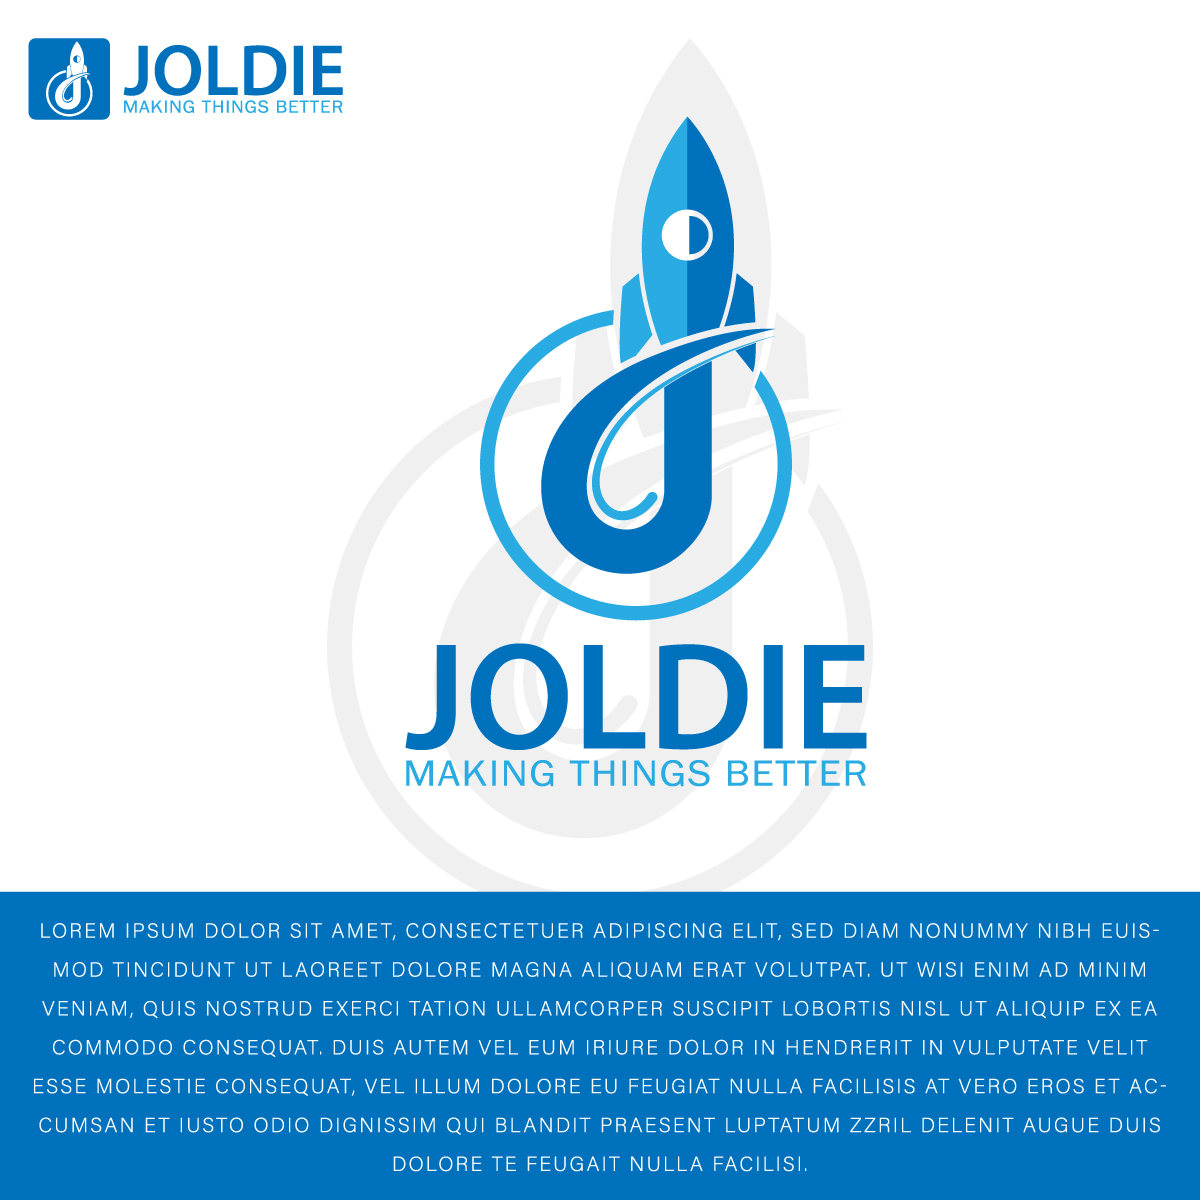 JOLDIE
MAKING THINGS BETTER
JOLDIE
MAKING THINGS BETTER
LOREM IPSUM DOLOR SIT AMET, CONSECTETUER ADIPISCING ELIT, SED DIAM NONUMMY NIBH EUIS-
MOD TINCIDUNT UT LAOREET DOLORE MAGNA ALIQUAM ERAT VOLUTPAT. UT WISI ENIM AD MINIM
VENIAM, QUIS NOSTRUD EXERCI TATION ULLAMCORPER SUSCIPIT LOBORTIS NISL UT ALIQUIP EX EA
COMMODO CONSEQUAT. DUIS AUTEM VEL EUM IRIURE DOLOR IN HENDRERIT IN VULPUTATE VELIT
ESSE MOLESTIE CONSEQUAT, VEL ILLUM DOLORE EU FEUGIAT NULLA FACILISIS AT VERO EROS ET AC-
CUMSAN ET IUSTO ODIO DIGNISSIM QUI BLANDIT PRAESENT LUPTATUM ZZRIL DELENIT AUGUE DUIS
DOLORE TE FEUGAIT NULLA FACILISI.